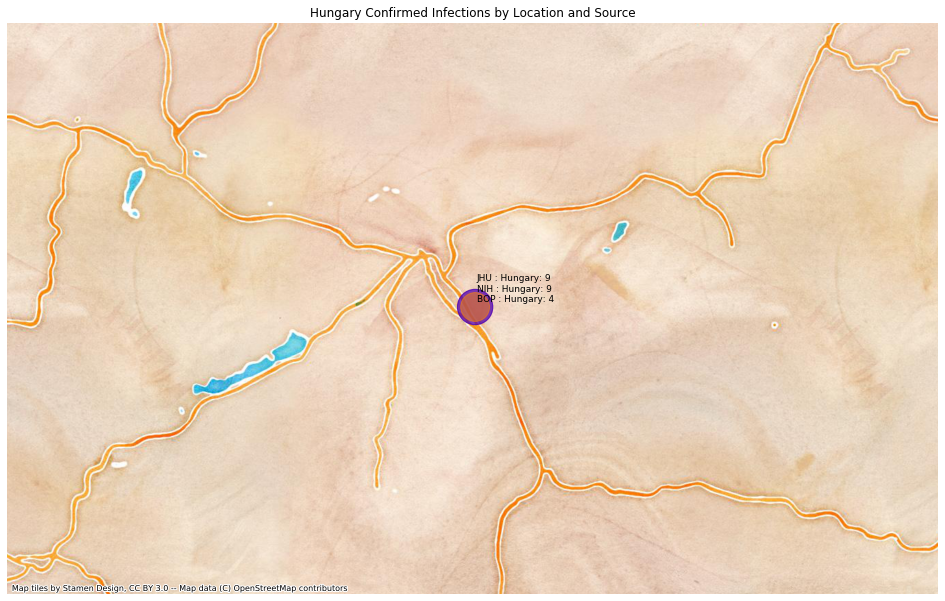 Hungary Confirmed Infections by Location and Source
JHU : Hungary: 9
NIH : Hungary: 9
BOP : Hungary: 4
Map tiles by Stamen Design, CC BY 3.0 -- Map data (C) OpenStreetMap contributors